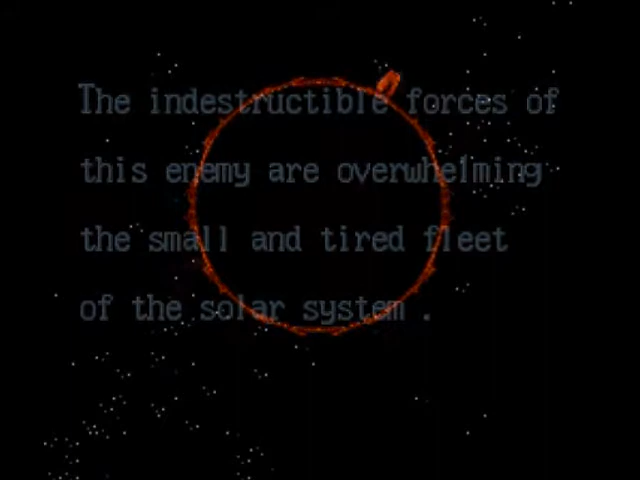 The indestructible forces of
this enemy are overwhelming
the small and tired fleet
of the solar system .